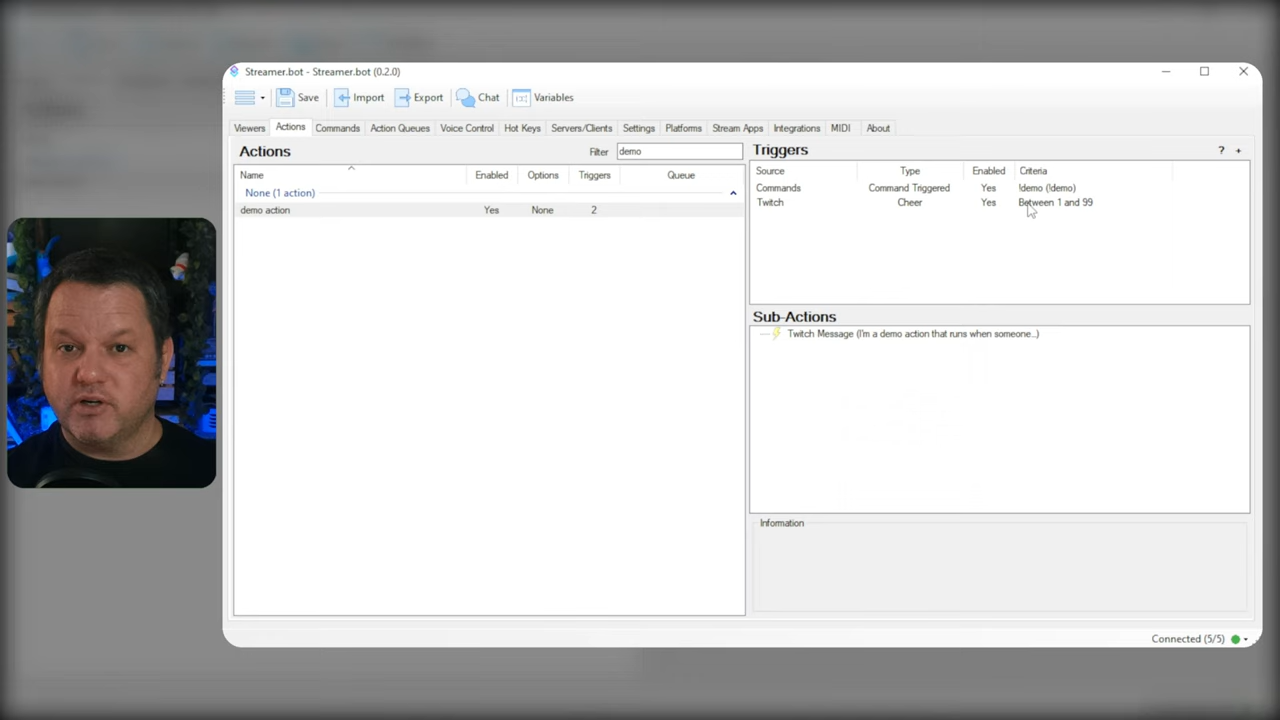 Streamer.bot - Streamer.bot (0.2.0)
Save Import Export Chat Variables
Viewers Actions Commands Action Queues Voice Control Hot Keys Servers/Clients Settings Platforms Stream Apps Integrations MIDI About
Actions Filter demo
Name Enabled Options Triggers Queue
None (1 action)
demo action Yes None 2
Triggers ? +
Source Type Enabled Criteria
Commands Command Triggered Yes !demo (!demo)
Twitch Cheer Yes Between 1 and 99
Sub-Actions
Twitch Message (I'm a demo action that runs when someone...)
Information
Connected (5/5)